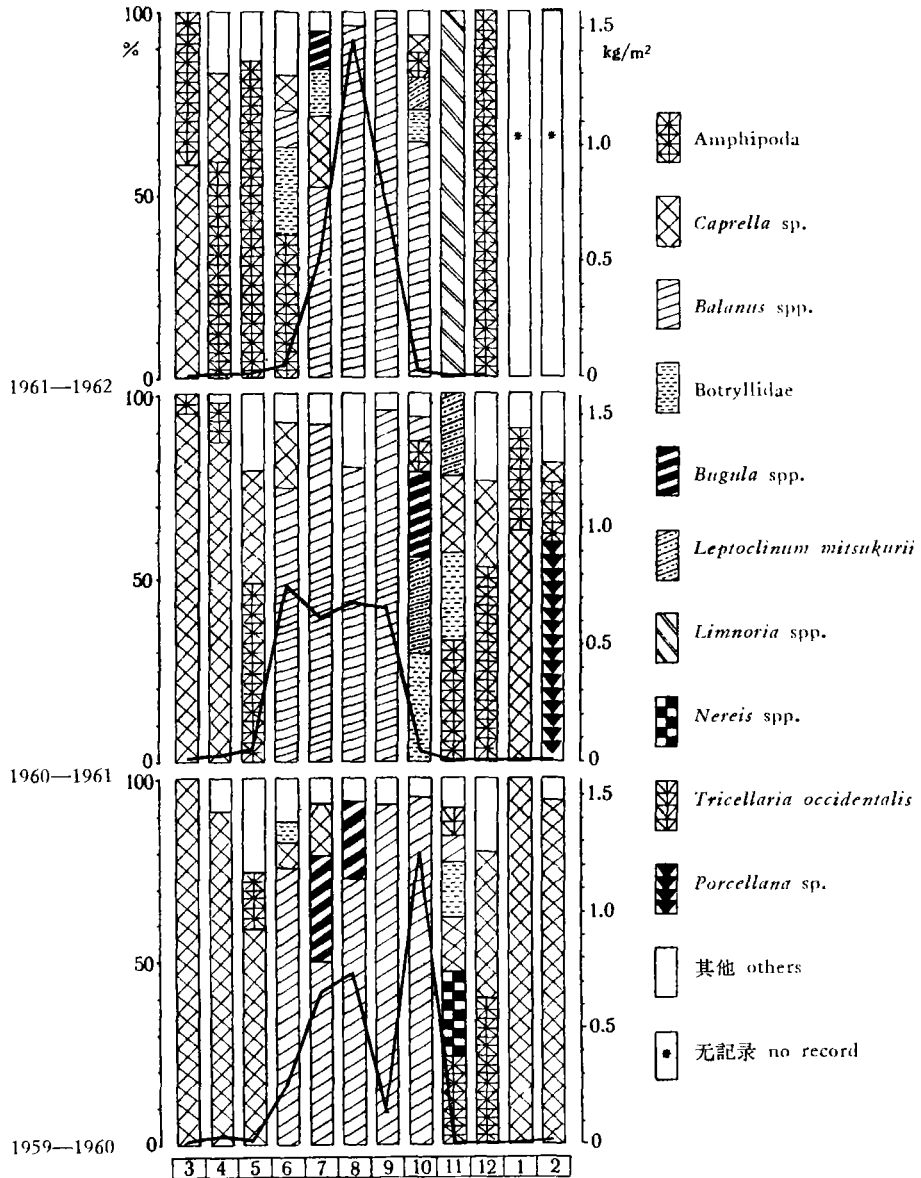 100
%
50
0
1961—1962
1.5
kg/m²
1.0
0.5
0
100
50
0
1960—1961
1.5
1.0
0.5
0
100
50
0
1959—1960
1.5
1.0
0.5
0
3 4 5 6 7 8 9 10 11 12 1 2
Amphipoda
Caprella sp.
Balanus spp.
Botryllidae
Bugula spp.
Leptoclinum mitsukurii
Limnoria spp.
Nereis spp.
Tricellaria occidentalis
Porcellana sp.
其他 others
无記录 no record